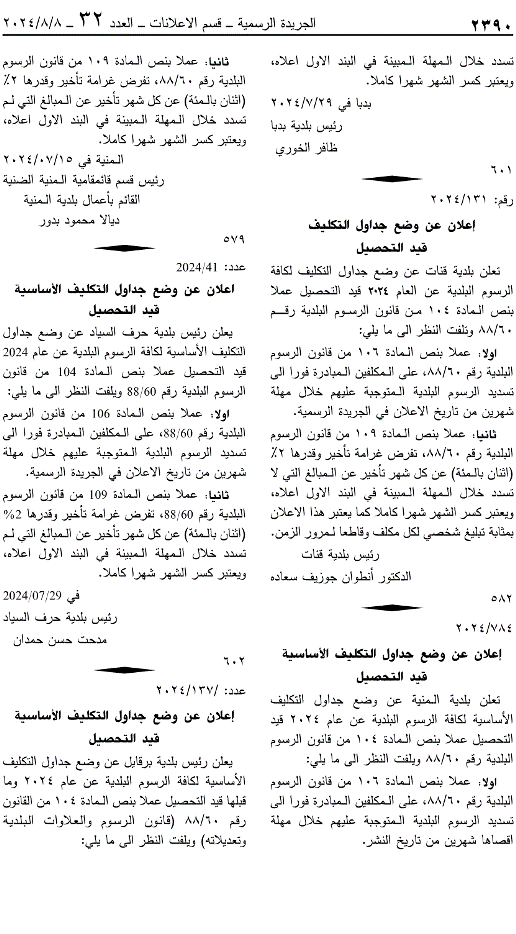 ٢٣٩٠
الجريدة الرسمية – قسم الاعلانات – العدد ٣٢ – ٢٠٢٤/٨/٨
تسدد خلال المهلة المبينة في البند الاول اعلاه،
ويعتبر كسر الشهر شهرا كاملا.
بدبا في ٢٠٢٤/٧/٢٩
رئيس بلدية بدبا
ظافر الخوري
٦٠١
رقم: ٢٠٢٤/١٣١
إعلان عن وضع جداول التكليف
قيد التحصيل
تعلن بلدية قنات عن وضع جداول التكليف لكافة
الرسوم البلدية عن العام ٢٠٢٤ قيد التحصيل عملا
بنص المادة ١٠٤ من قانون الرسوم البلدية رقم
٨٨/٦٠ وتلفت النظر الى ما يلي:
اولا: عملا بنص المادة ١٠٦ من قانون الرسوم
البلدية رقم ٨٨/٦٠، على المكلفين المبادرة فورا الى
تسديد الرسوم البلدية المتوجبة عليهم خلال مهلة
شهرين من تاريخ الاعلان في الجريدة الرسمية.
ثانيا: عملا بنص المادة ١٠٩ من قانون الرسوم
البلدية رقم ٨٨/٦٠، تفرض غرامة تأخير وقدرها ٢٪
(اثنان بالمئة) عن كل شهر تأخير عن المبالغ التي لا
تسدد خلال المهلة المبينة في البند الاول اعلاه،
ويعتبر كسر الشهر شهرا كاملا كما يعتبر هذا الاعلان
بمثابة تبليغ شخصي لكل مكلف وقاطعا لمرور الزمن.
رئيس بلدية قنات
الدكتور أنطوان جوزيف سعاده
٥٨٢
٢٠٢٤/٧٨٤
إعلان عن وضع جداول التكليف الأساسية
قيد التحصيل
تعلن بلدية المنية عن وضع جداول التكليف
الأساسية لكافة الرسوم البلدية عن عام ٢٠٢٤ قيد
التحصيل عملا بنص المادة ١٠٤ من قانون الرسوم
البلدية رقم ٨٨/٦٠ ويلفت النظر الى ما يلي:
اولا: عملا بنص المادة ١٠٦ من قانون الرسوم
البلدية رقم ٨٨/٦٠، على المكلفين المبادرة فورا الى
تسديد الرسوم البلدية المتوجبة عليهم خلال مهلة
اقصاها شهرين من تاريخ النشر.
ثانيا: عملا بنص المادة ١٠٩ من قانون الرسوم
البلدية رقم ٨٨/٦٠، تفرض غرامة تأخير وقدرها ٢٪
(اثنان بالمئة) عن كل شهر تأخير عن المبالغ التي لم
تسدد خلال المهلة المبينة في البند الاول اعلاه،
ويعتبر كسر الشهر شهرا كاملا.
المنية في ٢٠٢٤/٠٧/١٥
رئيس قسم قائمقامية المنية الضنية
القائم بأعمال بلدية المنية
ديالا محمود بدور
٥٧٩
عدد: 2024/41
اعلان عن وضع جداول التكليف الأساسية
قيد التحصيل
يعلن رئيس بلدية حرف السياد عن وضع جداول
التكليف الأساسية لكافة الرسوم البلدية عن عام 2024
قيد التحصيل عملا بنص المادة 104 من قانون
الرسوم البلدية رقم 88/60 ويلفت النظر الى ما يلي:
اولا: عملا بنص المادة 106 من قانون الرسوم
البلدية رقم 88/60، على المكلفين المبادرة فورا الى
تسديد الرسوم البلدية المتوجبة عليهم خلال مهلة
شهرين من تاريخ الاعلان في الجريدة الرسمية.
ثانيا: عملا بنص المادة 109 من قانون الرسوم
البلدية رقم 88/60، تفرض غرامة تأخير وقدرها 2%
(اثنان بالمئة) عن كل شهر تأخير عن المبالغ التي لم
تسدد خلال المهلة المبينة في البند الاول اعلاه،
ويعتبر كسر الشهر شهرا كاملا.
في 2024/07/29
رئيس بلدية حرف السياد
مدحت حسن حمدان
٦٠٢
عدد: /٢٠٢٤/١٣٧
إعلان عن وضع جداول التكليف الأساسية
قيد التحصيل
يعلن رئيس بلدية برقايل عن وضع جداول التكليف
الأساسية لكافة الرسوم البلدية عن عام ٢٠٢٤ وما
قبلها قيد التحصيل عملا بنص المادة ١٠٤ من القانون
رقم ٨٨/٦٠ (قانون الرسوم والعلاوات البلدية
وتعديلاته) ويلفت النظر الى ما يلي: